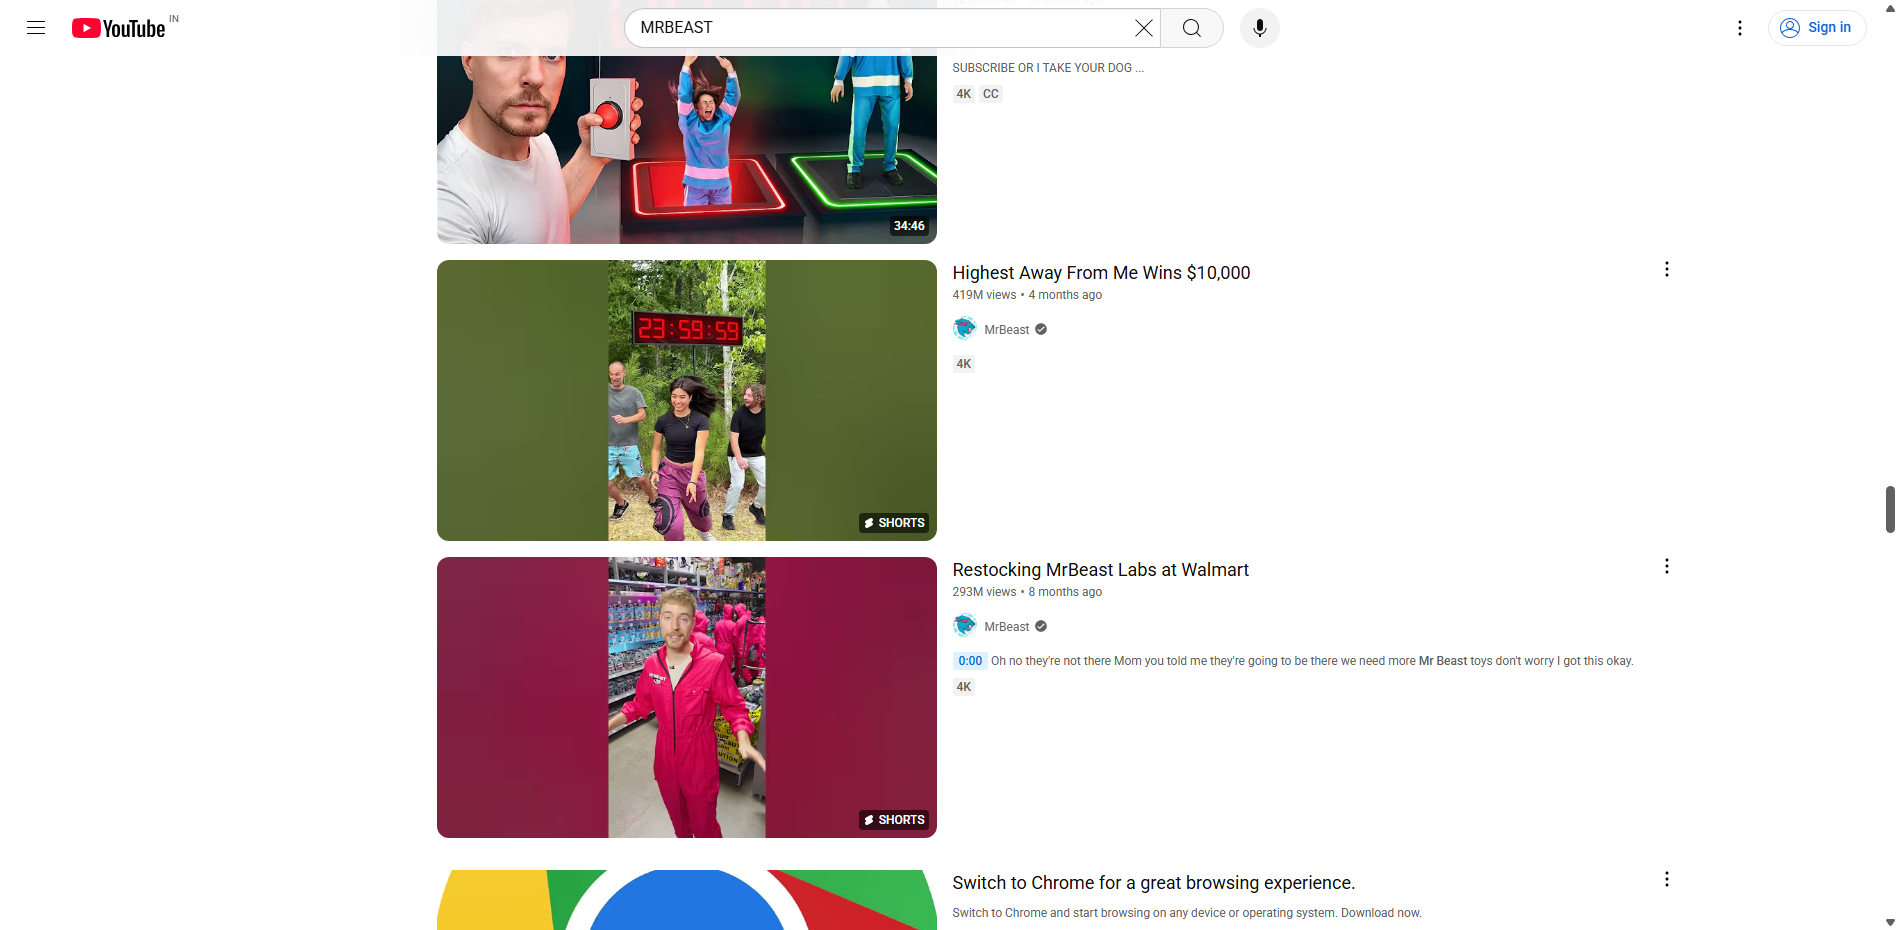 YouTube IN
MRBEAST
Sign in
SUBSCRIBE OR I TAKE YOUR DOG ...
4K CC
34:46
Highest Away From Me Wins $10,000
419M views • 4 months ago
MrBeast
4K
23:59:59
SHORTS
Restocking MrBeast Labs at Walmart
293M views • 8 months ago
MrBeast
0:00 Oh no they're not there Mom you told me they're going to be there we need more Mr Beast toys don't worry I got this okay.
4K
SHORTS
Switch to Chrome for a great browsing experience.
Switch to Chrome and start browsing on any device or operating system. Download now.